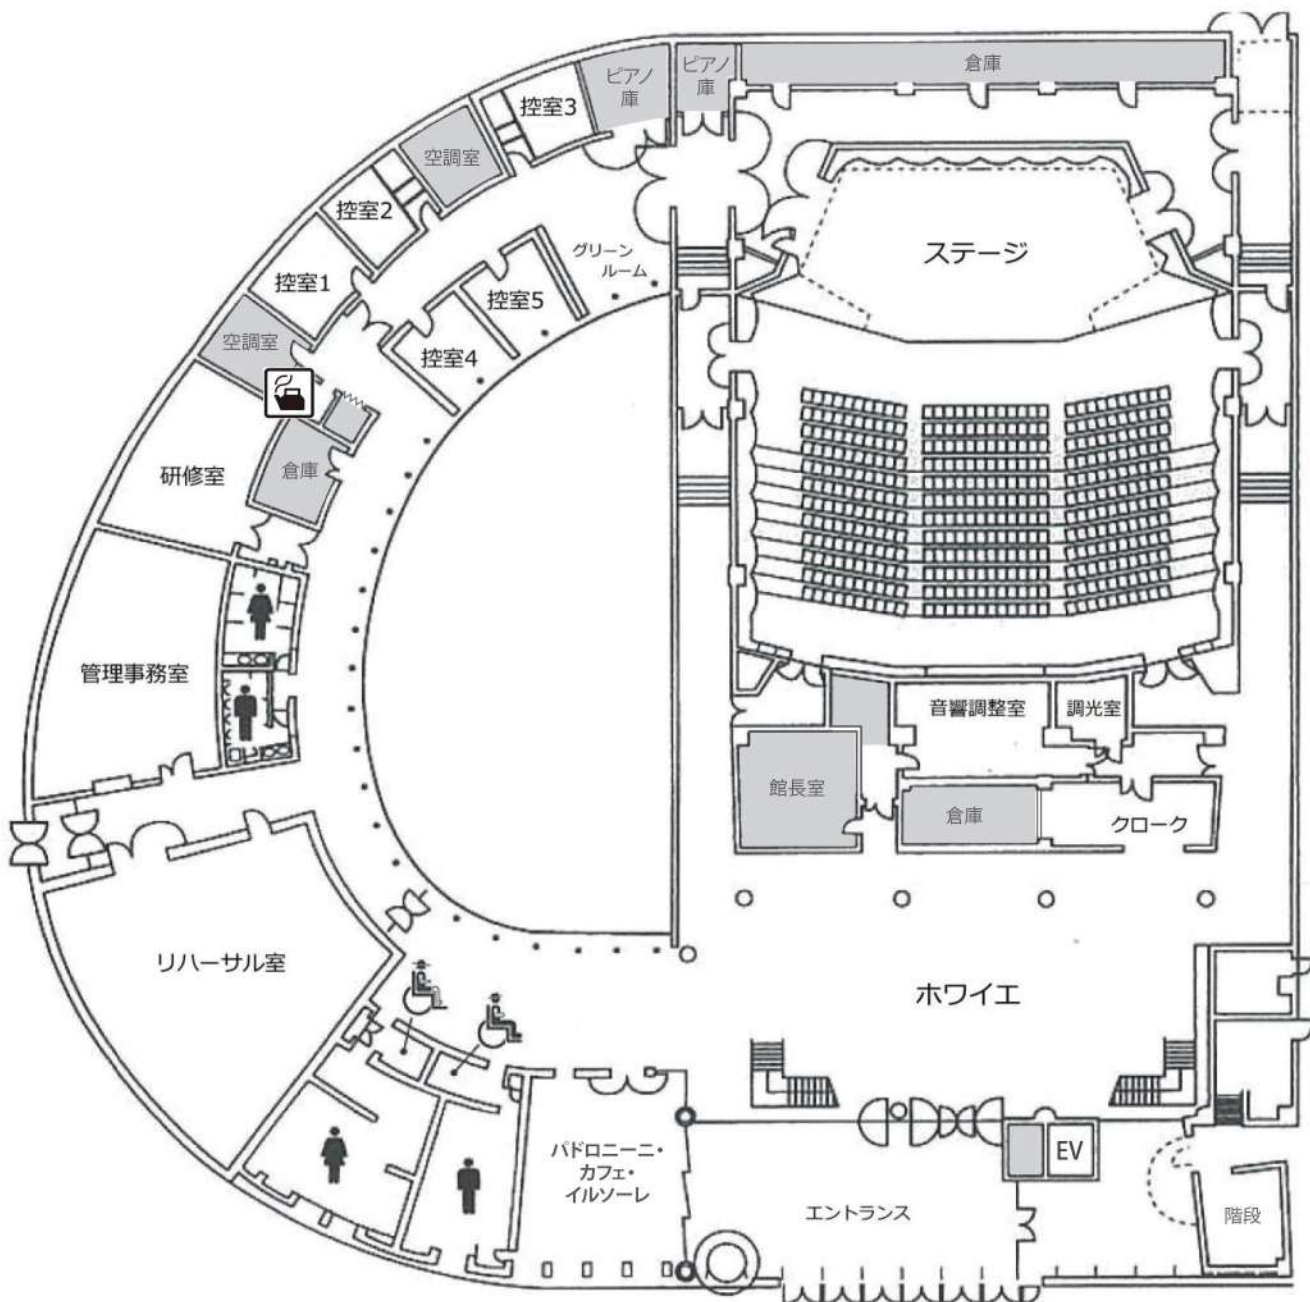 倉庫
ピアノ
庫
ピアノ
庫
控室3
空調室
控室2
グリーン
ルーム
ステージ
控室1
控室5
空調室
控室4
研修室
倉庫
管理事務室
音響調整室
調光室
館長室
倉庫
クローク
リハーサル室
ホワイエ
パドロニーニ・
カフェ・
イルソーレ
EV
エントランス
階段